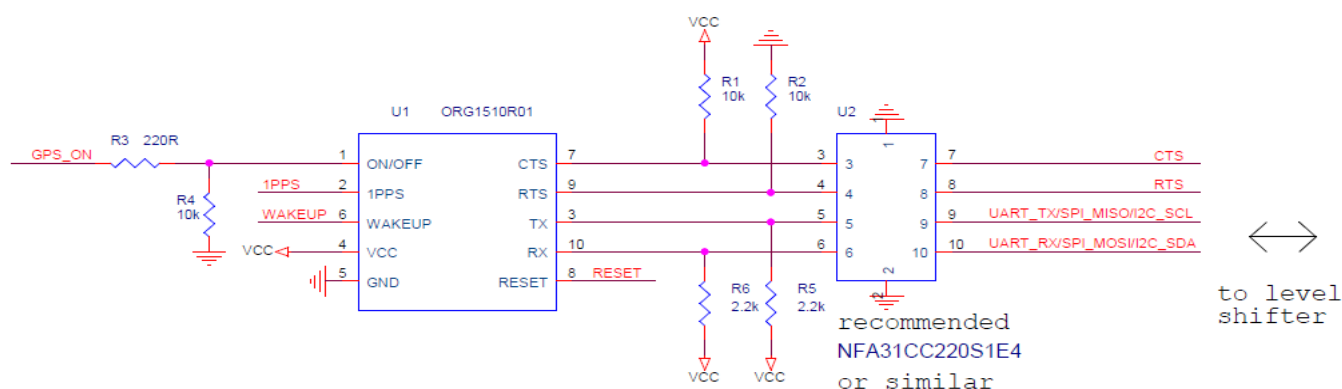 VCC
R1
10k
R2
10k
U1 ORG1510R01
U2
R3 220R
GPS_ON
1 ON/OFF CTS 7
3 3 1 7 7 CTS
1PPS 2 1PPS RTS 9
4 4 8 8 RTS
R4
10k
WAKEUP 6 WAKEUP TX 3
5 5 9 9 UART_TX/SPI_MISO/I2C_SCL
VCC 4 VCC RX 10
6 6 10 10 UART_RX/SPI_MOSI/I2C_SDA
5 GND RESET 8 RESET
2
2
R6
2.2k
R5
2.2k
to level
shifter
recommended
NFA31CC220S1E4
or similar
VCC VCC